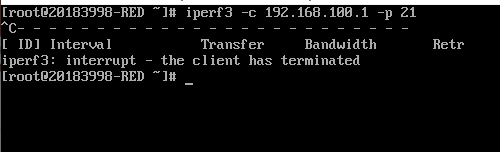 [root@20183998-RED ~]# iperf3 -c 192.168.100.1 -p 21
^C- - - - - - - - - - - - - - - - - - - - - - - - -
[ ID] Interval           Transfer     Bandwidth       Retr
iperf3: interrupt - the client has terminated
[root@20183998-RED ~]# _